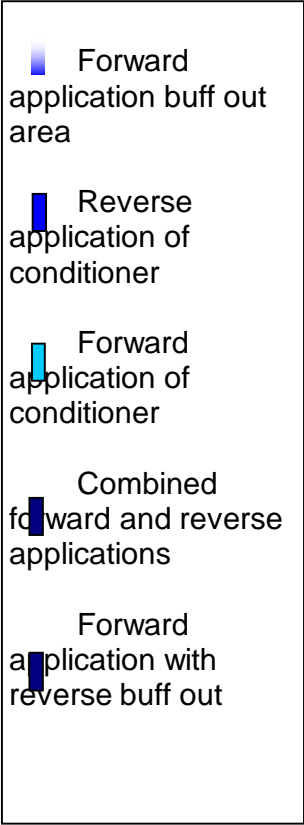 Forward
application buff out
area
Reverse
application of
conditioner
Forward
application of
conditioner
Combined
forward and reverse
applications
Forward
application with
reverse buff out